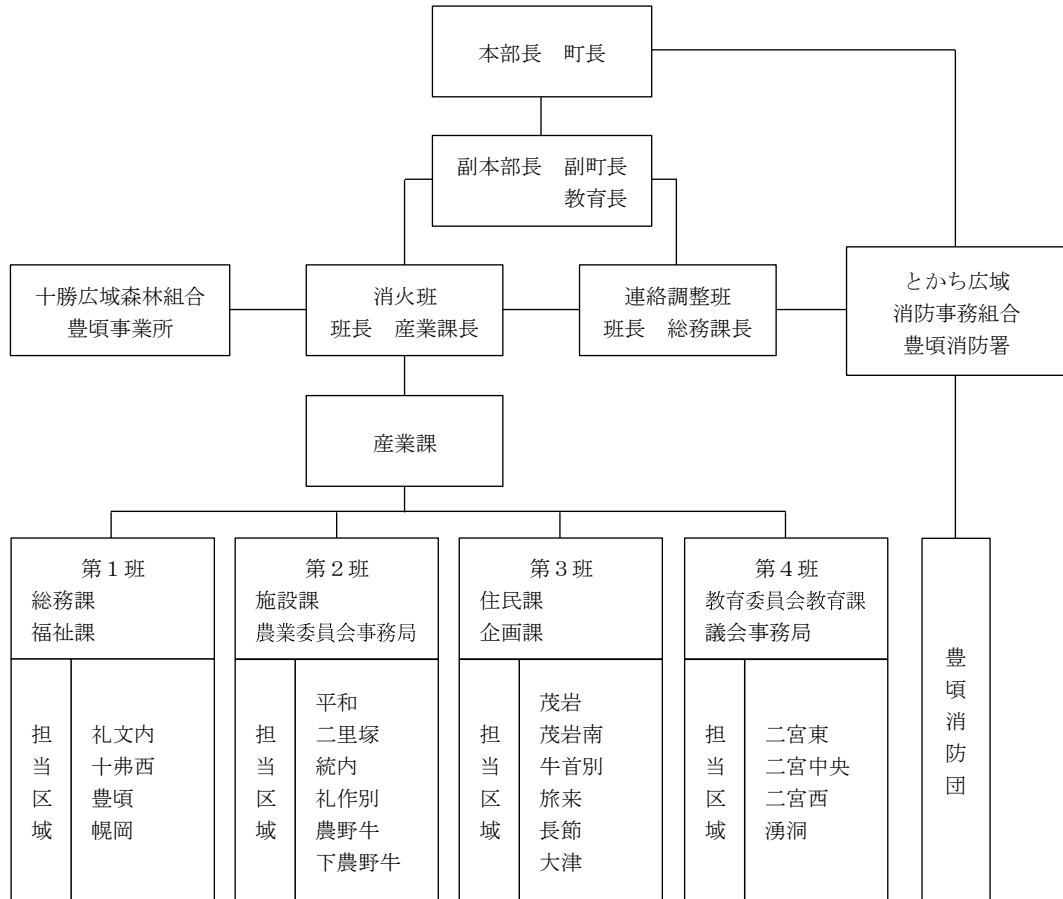 本部長　町長
副本部長　副町長
教育長
十勝広域森林組合
豊頃事業所
消火班
班長　産業課長
連絡調整班
班長　総務課長
とかち広域
消防事務組合
豊頃消防署
産業課
第１班
総務課
福祉課
担当区域
礼文内
十弗西
豊頃
幌岡
第２班
施設課
農業委員会事務局
担当区域
平和
二里塚
統内
礼作別
農野牛
下農野牛
第３班
住民課
企画課
担当区域
茂岩
茂岩南
牛首別
旅来
長節
大津
第４班
教育委員会教育課
議会事務局
担当区域
二宮東
二宮中央
二宮西
湧洞
豊頃消防団